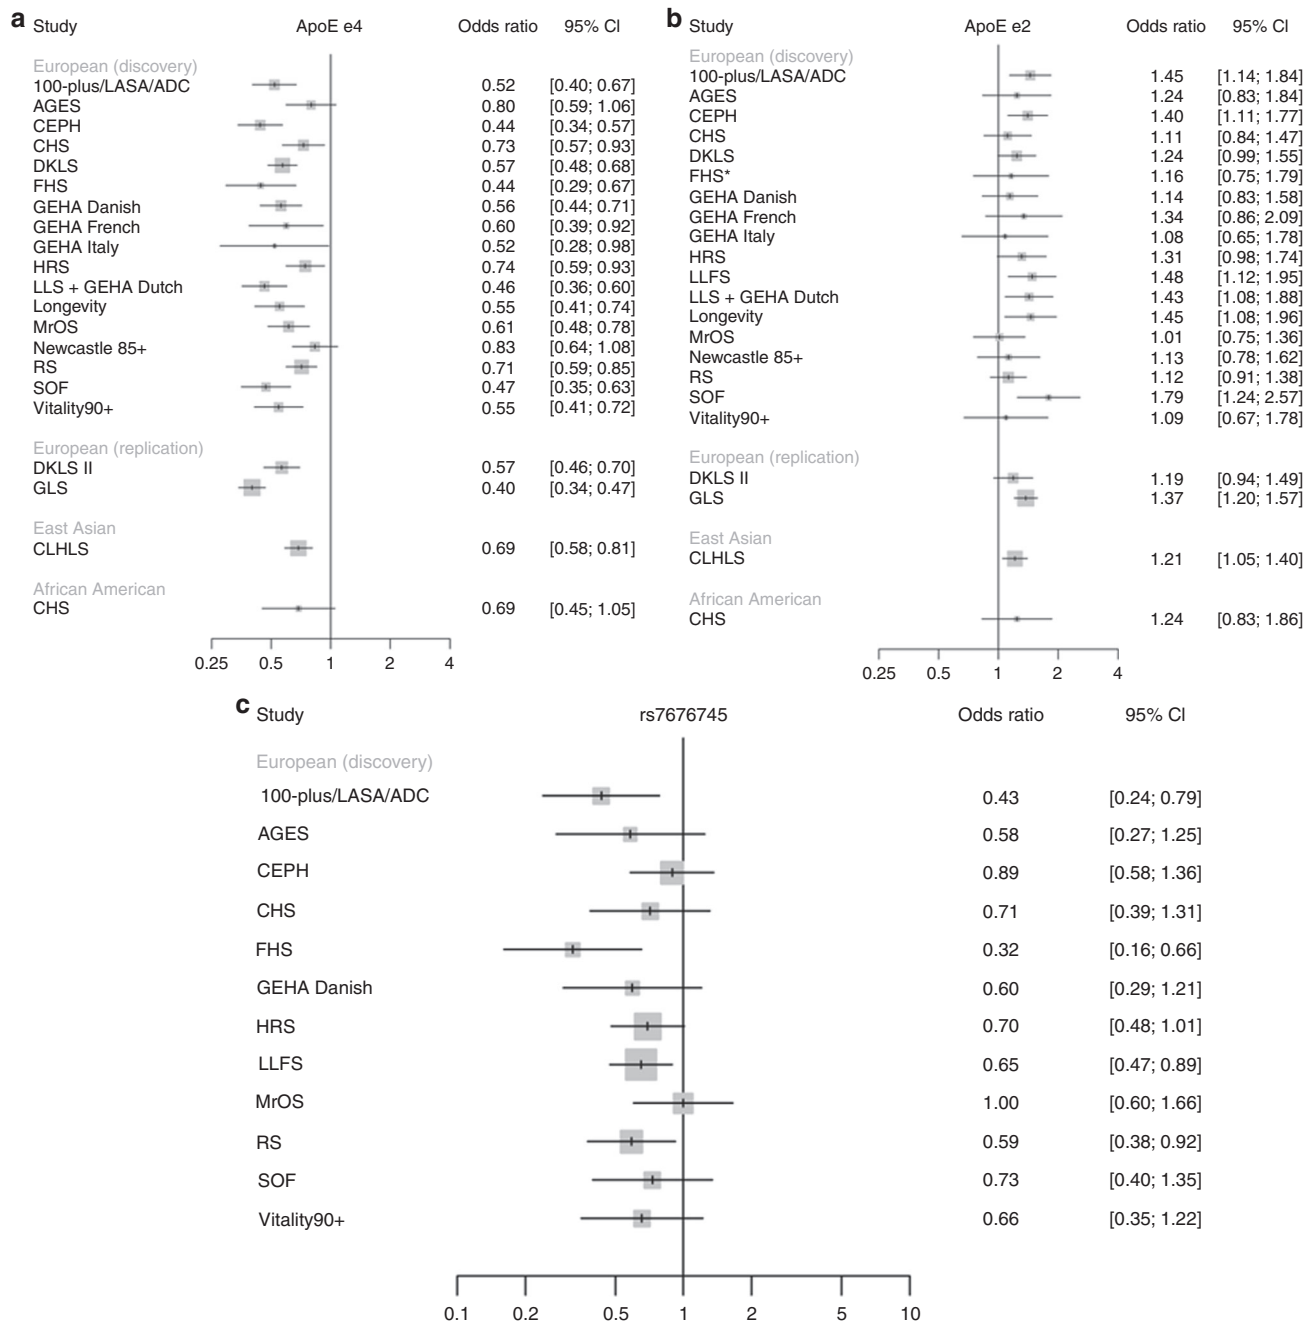 a Study ApoE e4 Odds ratio 95% CI
European (discovery)
100-plus/LASA/ADC 0.52 [0.40; 0.67]
AGES 0.80 [0.59; 1.06]
CEPH 0.44 [0.34; 0.57]
CHS 0.73 [0.57; 0.93]
DKLS 0.57 [0.48; 0.68]
FHS 0.44 [0.29; 0.67]
GEHA Danish 0.56 [0.44; 0.71]
GEHA French 0.60 [0.39; 0.92]
GEHA Italy 0.52 [0.28; 0.98]
HRS 0.74 [0.59; 0.93]
LLS + GEHA Dutch 0.46 [0.36; 0.60]
Longevity 0.55 [0.41; 0.74]
MrOS 0.61 [0.48; 0.78]
Newcastle 85+ 0.83 [0.64; 1.08]
RS 0.71 [0.59; 0.85]
SOF 0.47 [0.35; 0.63]
Vitality90+ 0.55 [0.41; 0.72]
European (replication)
DKLS II 0.57 [0.46; 0.70]
GLS 0.40 [0.34; 0.47]
East Asian
CLHLS 0.69 [0.58; 0.81]
African American
CHS 0.69 [0.45; 1.05]
0.25 0.5 1 2 4
b Study ApoE e2 Odds ratio 95% CI
European (discovery)
100-plus/LASA/ADC 1.45 [1.14; 1.84]
AGES 1.24 [0.83; 1.84]
CEPH 1.40 [1.11; 1.77]
CHS 1.11 [0.84; 1.47]
DKLS 1.24 [0.99; 1.55]
FHS* 1.16 [0.75; 1.79]
GEHA Danish 1.14 [0.83; 1.58]
GEHA French 1.34 [0.86; 2.09]
GEHA Italy 1.08 [0.65; 1.78]
HRS 1.31 [0.98; 1.74]
LLFS 1.48 [1.12; 1.95]
LLS + GEHA Dutch 1.43 [1.08; 1.88]
Longevity 1.45 [1.08; 1.96]
MrOS 1.01 [0.75; 1.36]
Newcastle 85+ 1.13 [0.78; 1.62]
RS 1.12 [0.91; 1.38]
SOF 1.79 [1.24; 2.57]
Vitality90+ 1.09 [0.67; 1.78]
European (replication)
DKLS II 1.19 [0.94; 1.49]
GLS 1.37 [1.20; 1.57]
East Asian
CLHLS 1.21 [1.05; 1.40]
African American
CHS 1.24 [0.83; 1.86]
0.25 0.5 1 2 4
c Study rs7676745 Odds ratio 95% CI
European (discovery)
100-plus/LASA/ADC 0.43 [0.24; 0.79]
AGES 0.58 [0.27; 1.25]
CEPH 0.89 [0.58; 1.36]
CHS 0.71 [0.39; 1.31]
FHS 0.32 [0.16; 0.66]
GEHA Danish 0.60 [0.29; 1.21]
HRS 0.70 [0.48; 1.01]
LLFS 0.65 [0.47; 0.89]
MrOS 1.00 [0.60; 1.66]
RS 0.59 [0.38; 0.92]
SOF 0.73 [0.40; 1.35]
Vitality90+ 0.66 [0.35; 1.22]
0.1 0.2 0.5 1 2 5 10